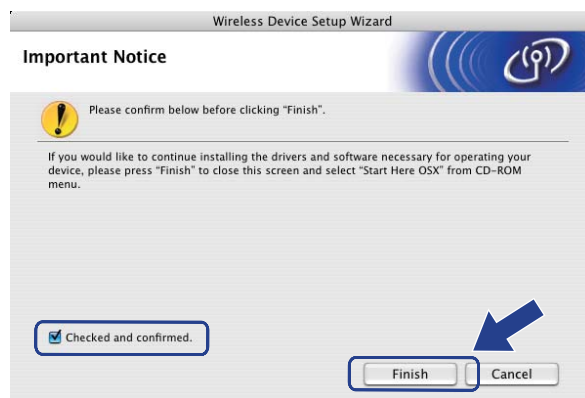 Wireless Device Setup Wizard
Important Notice
Please confirm below before clicking “Finish”.
If you would like to continue installing the drivers and software necessary for operating your
device, please press “Finish” to close this screen and select “Start Here OSX” from CD-ROM
menu.
Checked and confirmed.
Finish
Cancel